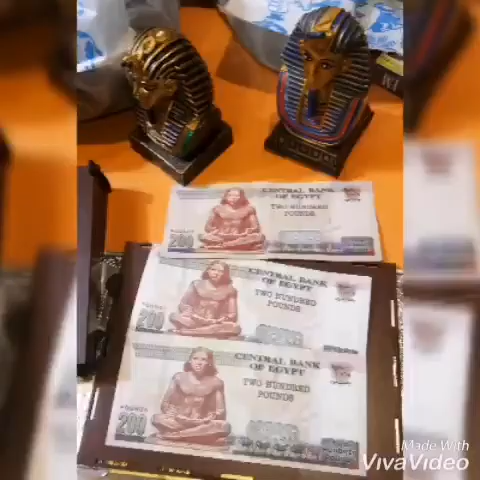 CENTRAL BANK
OF EGYPT
TWO HUNDRED
POUNDS
200
CENTRAL BANK
OF EGYPT
TWO HUNDRED
POUNDS
200
CENTRAL BANK
OF EGYPT
TWO HUNDRED
POUNDS
200
Made With
VivaVideo